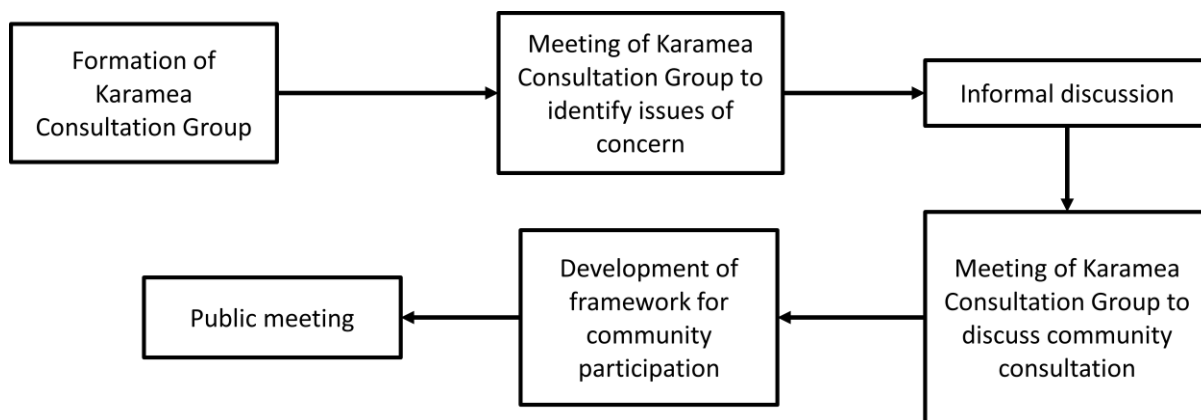 Formation of
Karamea
Consultation Group
Meeting of Karamea
Consultation Group to
identify issues of
concern
Informal discussion
Meeting of Karamea
Consultation Group to
discuss community
consultation
Development of
framework for
community
participation
Public meeting